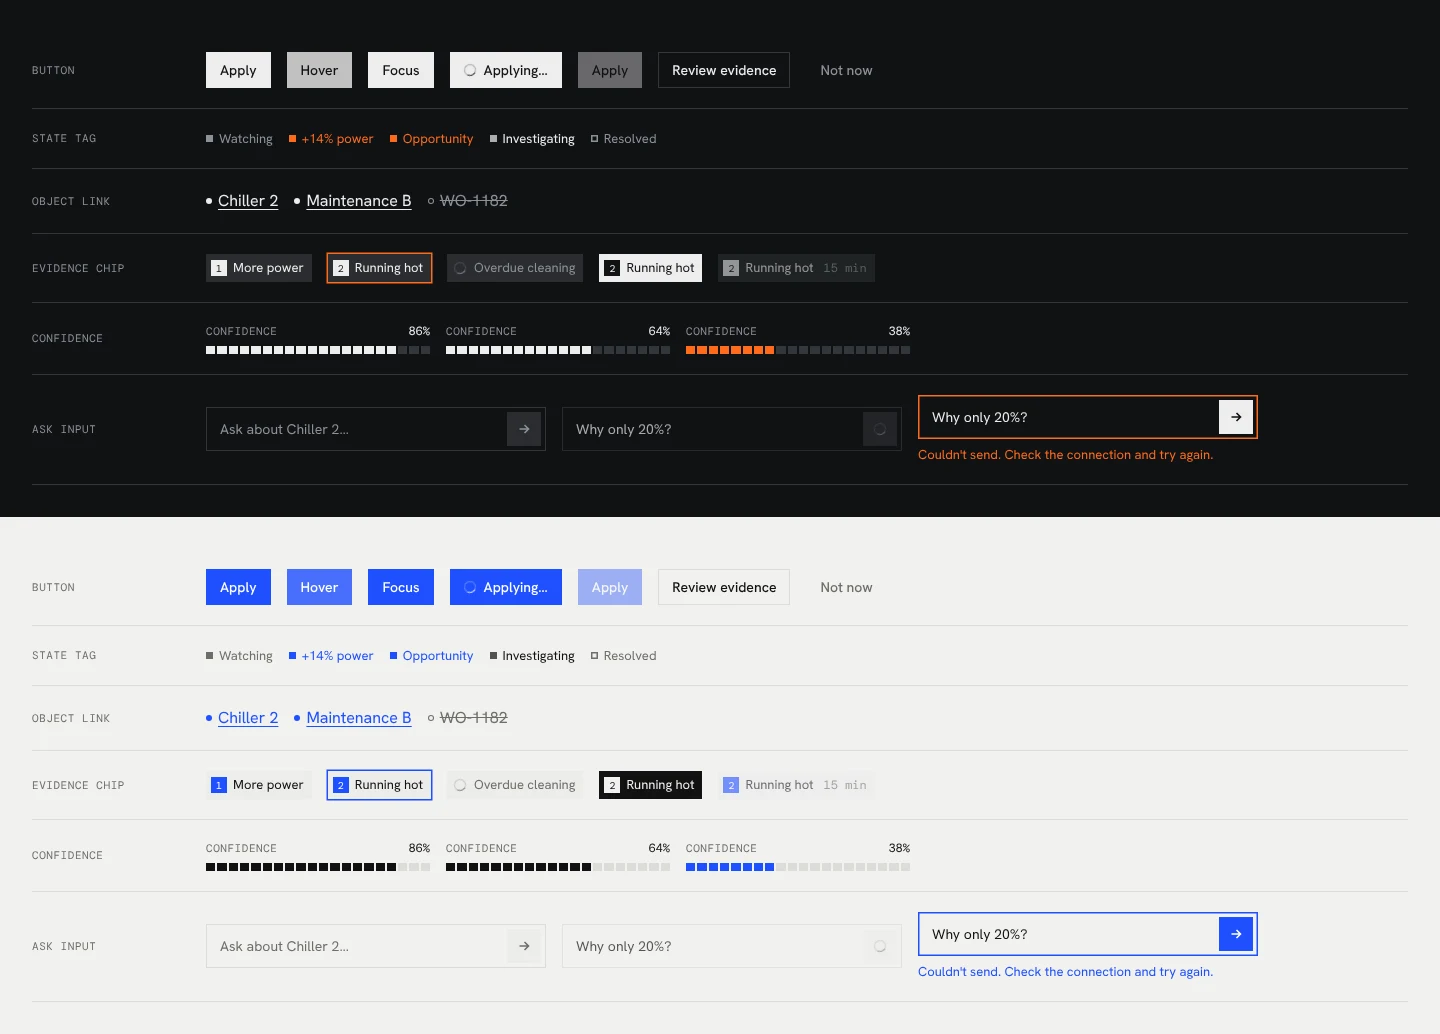 BUTTON Apply Hover Focus Applying... Apply Review evidence Not now
STATE TAG Watching +14% power Opportunity Investigating Resolved
OBJECT LINK Chiller 2 Maintenance B WO-1182
EVIDENCE CHIP 1 More power 2 Running hot Overdue cleaning 2 Running hot 2 Running hot 15 min
CONFIDENCE CONFIDENCE 86% CONFIDENCE 64% CONFIDENCE 38%
ASK INPUT Ask about Chiller 2... Why only 20%? Why only 20%?
Couldn't send. Check the connection and try again.
BUTTON Apply Hover Focus Applying... Apply Review evidence Not now
STATE TAG Watching +14% power Opportunity Investigating Resolved
OBJECT LINK Chiller 2 Maintenance B WO-1182
EVIDENCE CHIP 1 More power 2 Running hot Overdue cleaning 2 Running hot 2 Running hot 15 min
CONFIDENCE CONFIDENCE 86% CONFIDENCE 64% CONFIDENCE 38%
ASK INPUT Ask about Chiller 2... Why only 20%? Why only 20%?
Couldn't send. Check the connection and try again.